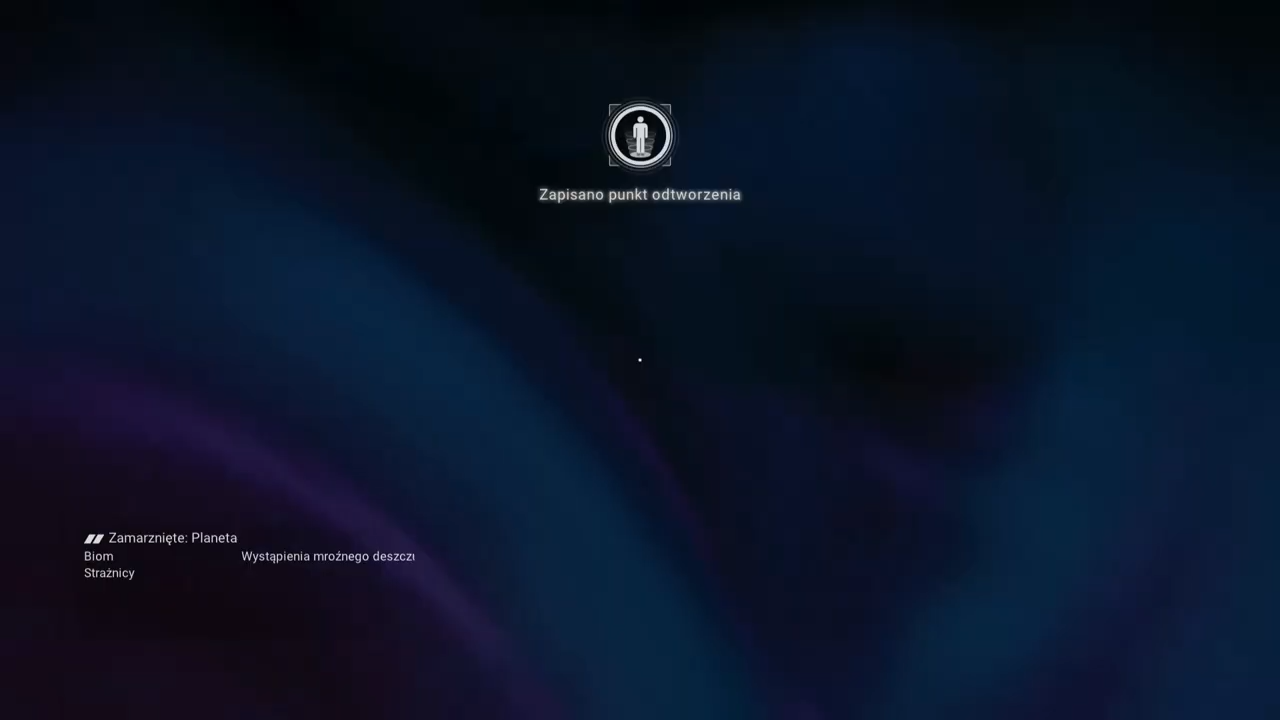 Zapisano punkt odtworzenia
Zamarznięte: Planeta
Biom Wystąpienia mroźnego deszczu
Strażnicy